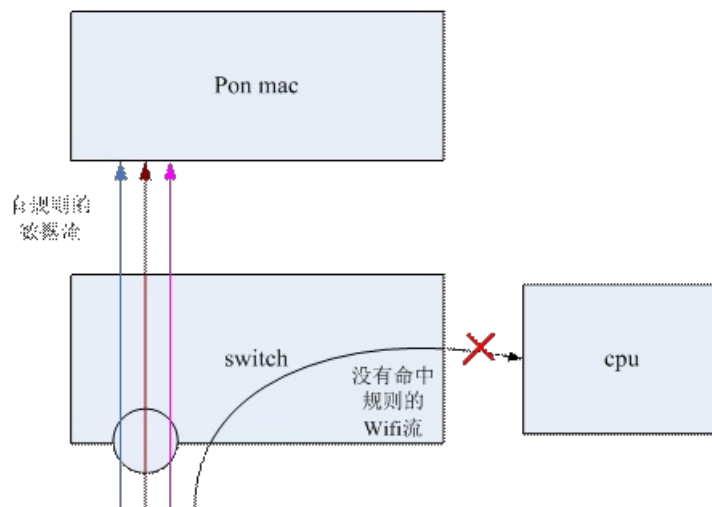 Pon mac
有规则的
数据流
switch
没有命中
规则的
Wifi流
cpu